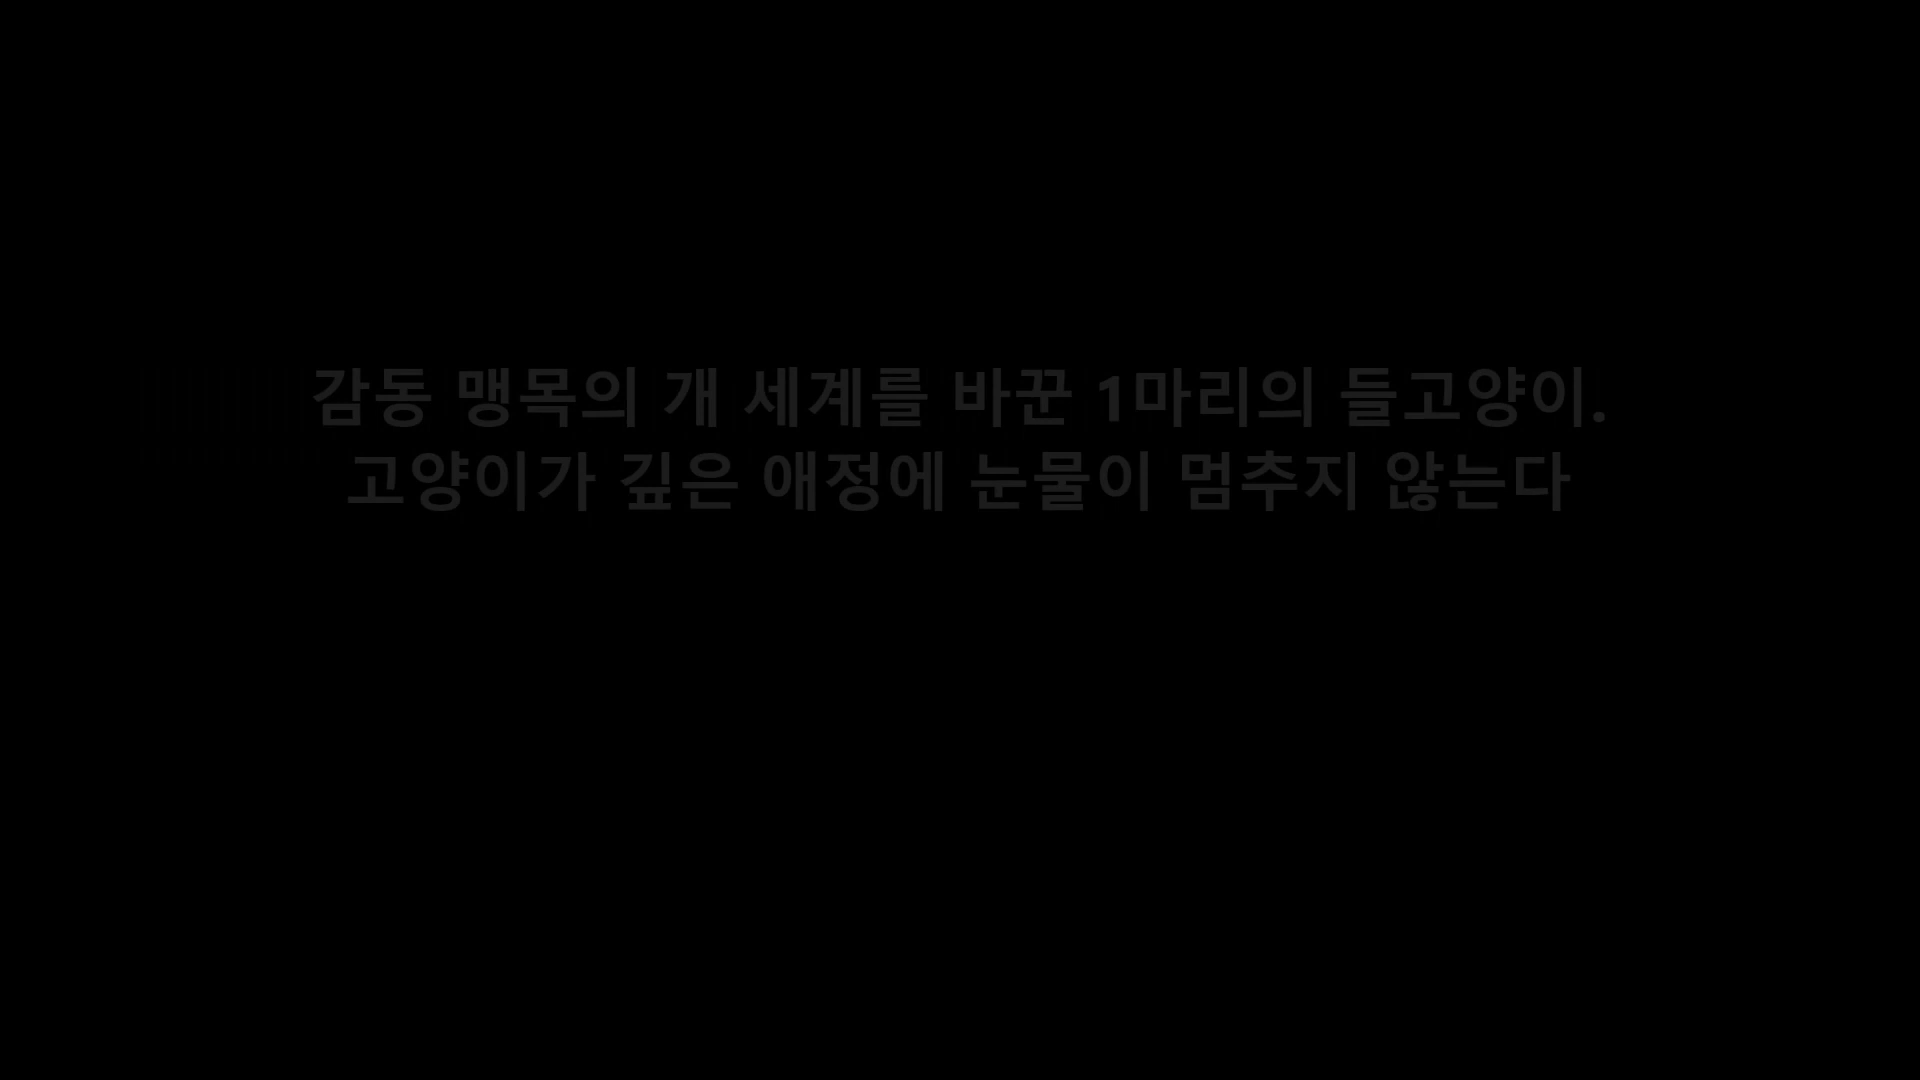 감동 맹목의 개 세계를 바꾼 1마리의 들고양이.
고양이가 깊은 애정에 눈물이 멈추지 않는다